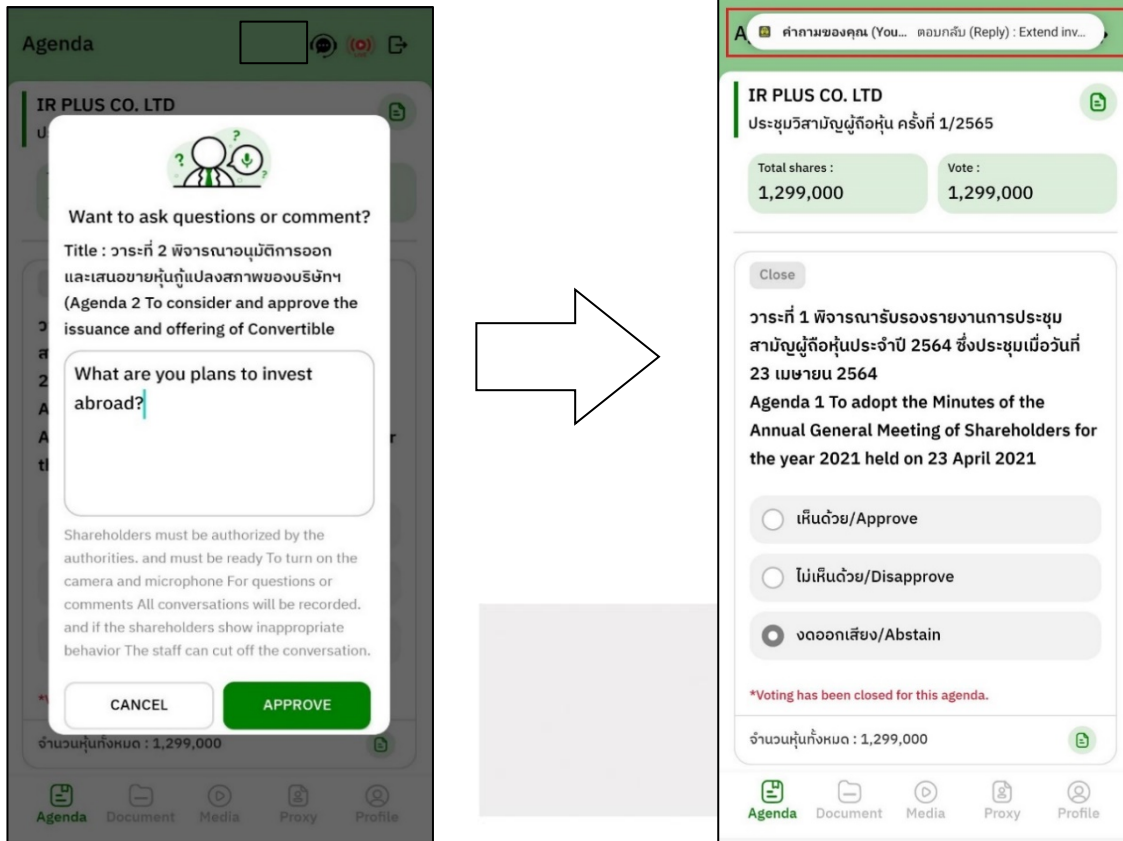 Agenda
IR PLUS CO. LTD
Want to ask questions or comment?
Title : วาระที่ 2 พิจารณาอนุมัติการออก
และเสนอขายหุ้นกู้แปลงสภาพของบริษัทฯ
(Agenda 2 To consider and approve the
issuance and offering of Convertible
What are you plans to invest
abroad?
Shareholders must be authorized by the
authorities. and must be ready To turn on the
camera and microphone For questions or
comments All conversations will be recorded.
and if the shareholders show inappropriate
behavior The staff can cut off the conversation.
CANCEL
APPROVE
จำนวนหุ้นทั้งหมด : 1,299,000
Agenda Document Media Proxy Profile
คำถามของคุณ (You... ตอบกลับ (Reply) : Extend inv...
IR PLUS CO. LTD
ประชุมวิสามัญผู้ถือหุ้น ครั้งที่ 1/2565
Total shares :
1,299,000
Vote :
1,299,000
Close
วาระที่ 1 พิจารณารับรองรายงานการประชุม
สามัญผู้ถือหุ้นประจำปี 2564 ซึ่งประชุมเมื่อวันที่
23 เมษายน 2564
Agenda 1 To adopt the Minutes of the
Annual General Meeting of Shareholders for
the year 2021 held on 23 April 2021
เห็นด้วย/Approve
ไม่เห็นด้วย/Disapprove
งดออกเสียง/Abstain
*Voting has been closed for this agenda.
จำนวนหุ้นทั้งหมด : 1,299,000
Agenda Document Media Proxy Profile